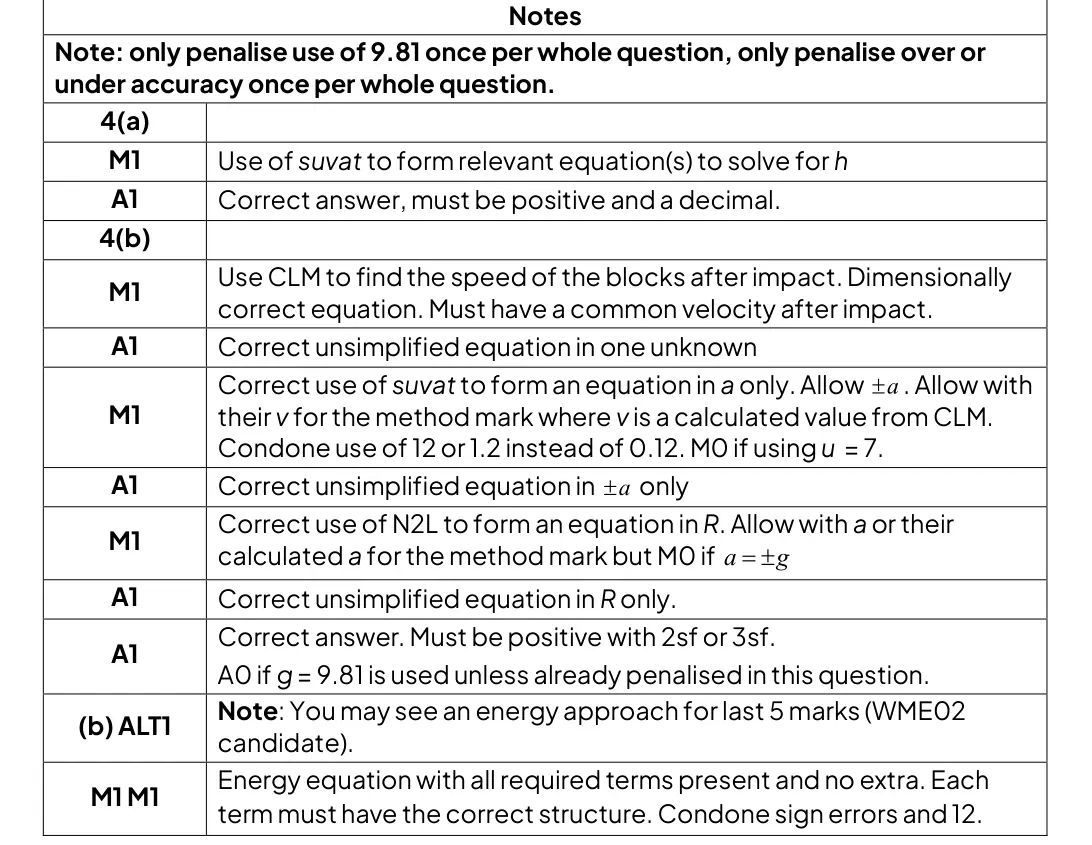 Notes
Note: only penalise use of 9.81 once per whole question, only penalise over or
under accuracy once per whole question.
4(a)
M1
Use of suvat to form relevant equation(s) to solve for h
A1
Correct answer, must be positive and a decimal.
4(b)
M1
Use CLM to find the speed of the blocks after impact. Dimensionally
correct equation. Must have a common velocity after impact.
A1
Correct unsimplified equation in one unknown
M1
Correct use of suvat to form an equation in a only. Allow ±a. Allow with
their v for the method mark where v is a calculated value from CLM.
Condone use of 12 or 1.2 instead of 0.12. M0 if using u = 7.
A1
Correct unsimplified equation in ±a only
M1
Correct use of N2L to form an equation in R. Allow with a or their
calculated a for the method mark but M0 if a = ±g
A1
Correct unsimplified equation in R only.
A1
Correct answer. Must be positive with 2sf or 3sf.
A0 if g = 9.81 is used unless already penalised in this question.
(b) ALT1
Note: You may see an energy approach for last 5 marks (WME02
candidate).
M1 M1
Energy equation with all required terms present and no extra. Each
term must have the correct structure. Condone sign errors and 12.